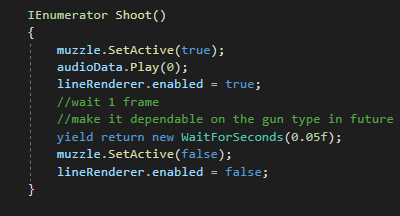 IEnumerator Shoot()
{
muzzle.SetActive(true);
audioData.Play(0);
lineRenderer.enabled = true;
//wait 1 frame
//make it dependable on the gun type in future
yield return new WaitForSeconds(0.05f);
muzzle.SetActive(false);
lineRenderer.enabled = false;
}